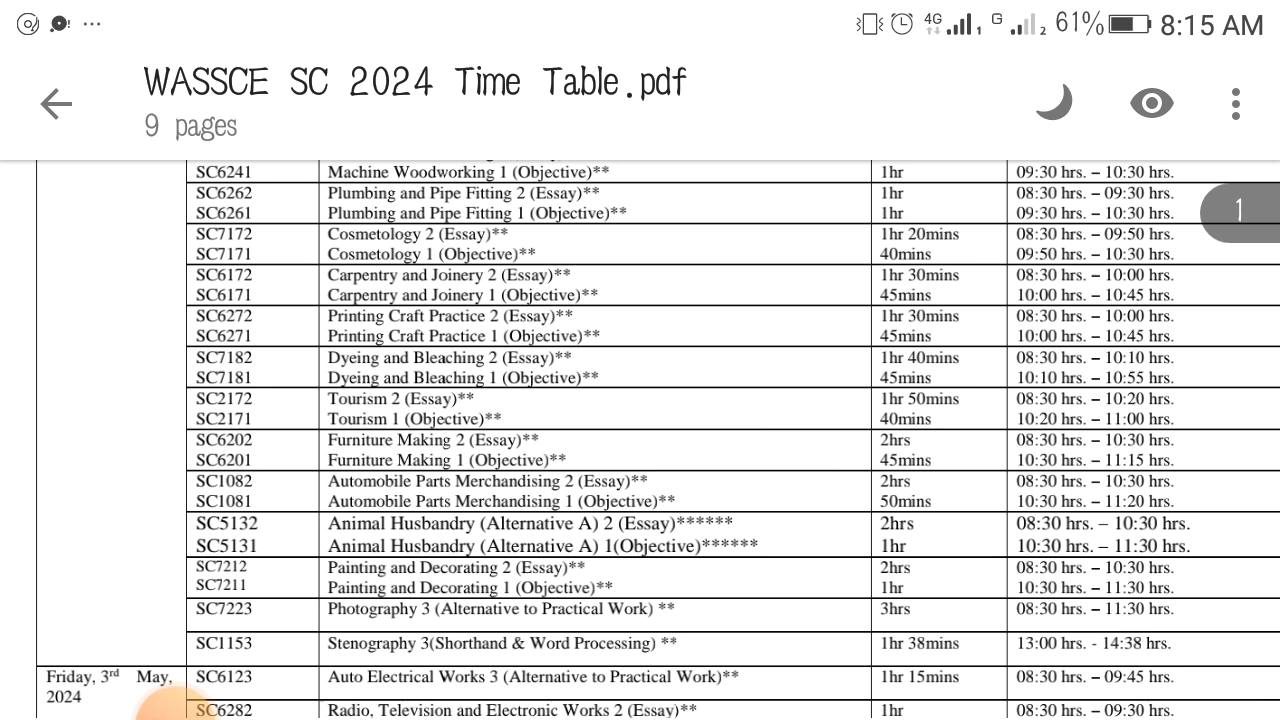 4G 1 G 2 61% 8:15 AM
WASSCE SC 2024 Time Table.pdf
9 pages
1
SC6241 Machine Woodworking 1 (Objective)** 1hr 09:30 hrs. – 10:30 hrs.
SC6262 Plumbing and Pipe Fitting 2 (Essay)** 1hr 08:30 hrs. – 09:30 hrs.
SC6261 Plumbing and Pipe Fitting 1 (Objective)** 1hr 09:30 hrs. – 10:30 hrs.
SC7172 Cosmetology 2 (Essay)** 1hr 20mins 08:30 hrs. – 09:50 hrs.
SC7171 Cosmetology 1 (Objective)** 40mins 09:50 hrs. – 10:30 hrs.
SC6172 Carpentry and Joinery 2 (Essay)** 1hr 30mins 08:30 hrs. – 10:00 hrs.
SC6171 Carpentry and Joinery 1 (Objective)** 45mins 10:00 hrs. – 10:45 hrs.
SC6272 Printing Craft Practice 2 (Essay)** 1hr 30mins 08:30 hrs. – 10:00 hrs.
SC6271 Printing Craft Practice 1 (Objective)** 45mins 10:00 hrs. – 10:45 hrs.
SC7182 Dyeing and Bleaching 2 (Essay)** 1hr 40mins 08:30 hrs. – 10:10 hrs.
SC7181 Dyeing and Bleaching 1 (Objective)** 45mins 10:10 hrs. – 10:55 hrs.
SC2172 Tourism 2 (Essay)** 1hr 50mins 08:30 hrs. – 10:20 hrs.
SC2171 Tourism 1 (Objective)** 40mins 10:20 hrs. – 11:00 hrs.
SC6202 Furniture Making 2 (Essay)** 2hrs 08:30 hrs. – 10:30 hrs.
SC6201 Furniture Making 1 (Objective)** 45mins 10:30 hrs. – 11:15 hrs.
SC1082 Automobile Parts Merchandising 2 (Essay)** 2hrs 08:30 hrs. – 10:30 hrs.
SC1081 Automobile Parts Merchandising 1 (Objective)** 50mins 10:30 hrs. – 11:20 hrs.
SC5132 Animal Husbandry (Alternative A) 2 (Essay)****** 2hrs 08:30 hrs. – 10:30 hrs.
SC5131 Animal Husbandry (Alternative A) 1(Objective)****** 1hr 10:30 hrs. – 11:30 hrs.
SC7212 Painting and Decorating 2 (Essay)** 2hrs 08:30 hrs. – 10:30 hrs.
SC7211 Painting and Decorating 1 (Objective)** 1hr 10:30 hrs. – 11:30 hrs.
SC7223 Photography 3 (Alternative to Practical Work) ** 3hrs 08:30 hrs. – 11:30 hrs.
SC1153 Stenography 3(Shorthand & Word Processing) ** 1hr 38mins 13:00 hrs. - 14:38 hrs.
Friday, 3rd May, SC6123 Auto Electrical Works 3 (Alternative to Practical Work)** 1hr 15mins 08:30 hrs. – 09:45 hrs.
2024
SC6282 Radio, Television and Electronic Works 2 (Essay)** 1hr 08:30 hrs. – 09:30 hrs.